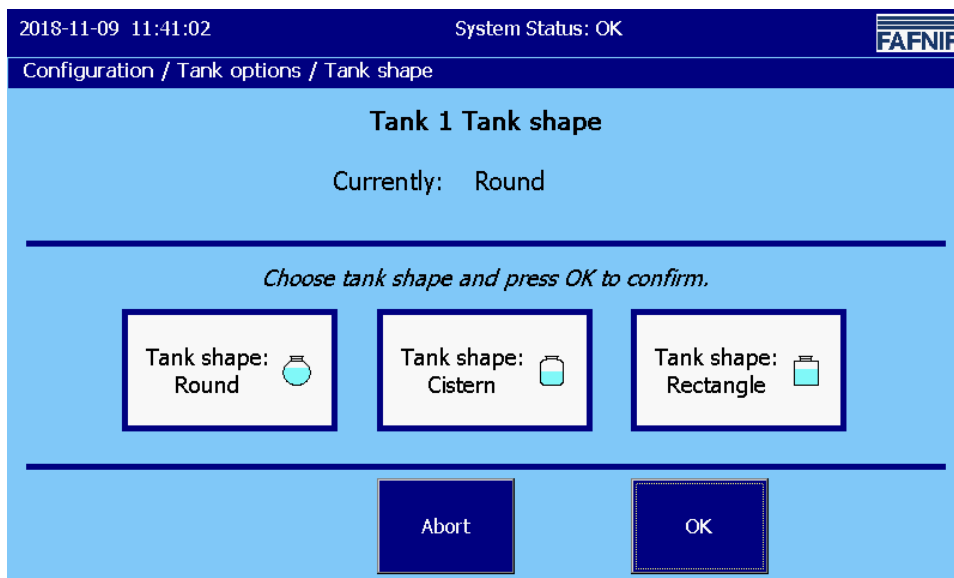 2018-11-09 11:41:02 System Status: OK
FAFNIR
Configuration / Tank options / Tank shape
Tank 1 Tank shape
Currently: Round
Choose tank shape and press OK to confirm.
Tank shape:
Round
Tank shape:
Cistern
Tank shape:
Rectangle
Abort
OK